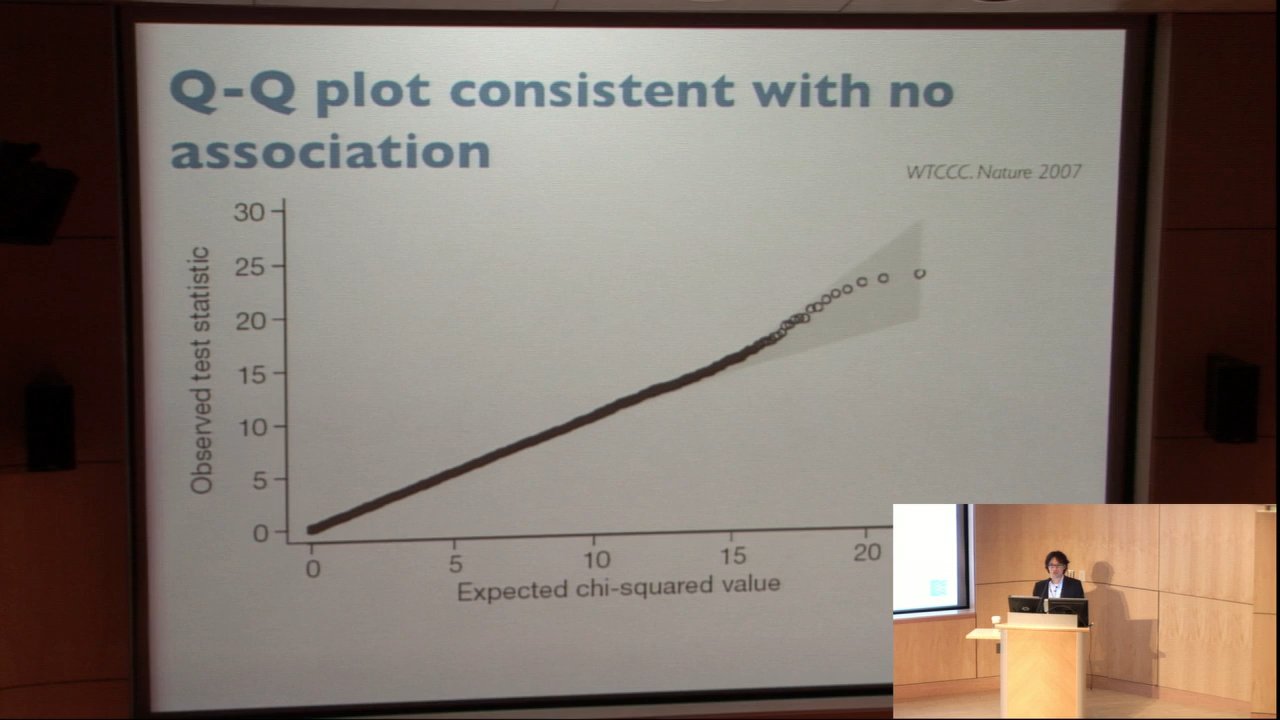 Q-Q plot consistent with no
association
WTCCC. Nature 2007
30
25
20
15
10
5
0
Observed test statistic
0 5 10 15 20
Expected chi-squared value